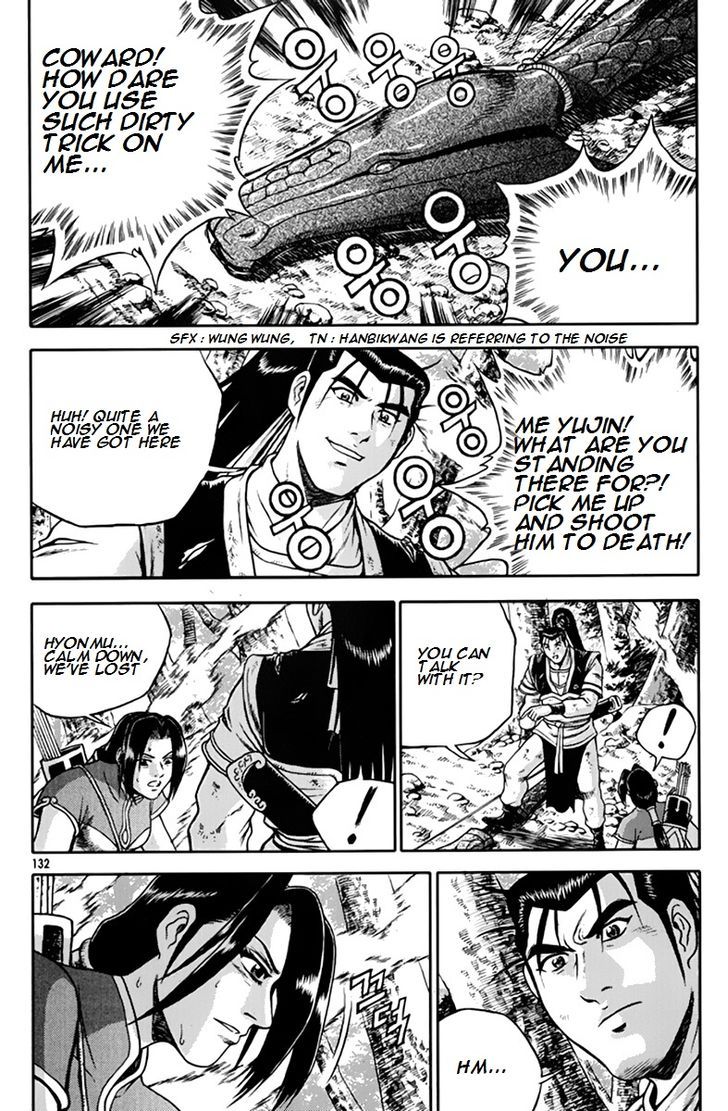 COWARD!
HOW DARE
YOU USE
SUCH DIRTY
TRICK ON
ME...
웅
웅
웅
웅
YOU...
웅
웅
웅
SFX : WUNG WUNG, TN : HANBIKWANG IS REFERRING TO THE NOISE
HUH! QUITE A
NOISY ONE WE
HAVE GOT HERE
웅
웅
웅
웅
웅
웅
ME YUJIN!
WHAT ARE YOU
STANDING
THERE FOR?!
PICK ME UP
AND SHOOT
HIM TO DEATH!
HYONMU...
CALM DOWN,
WE'VE LOST
!
YOU CAN
TALK
WITH IT?
!
132
HM...